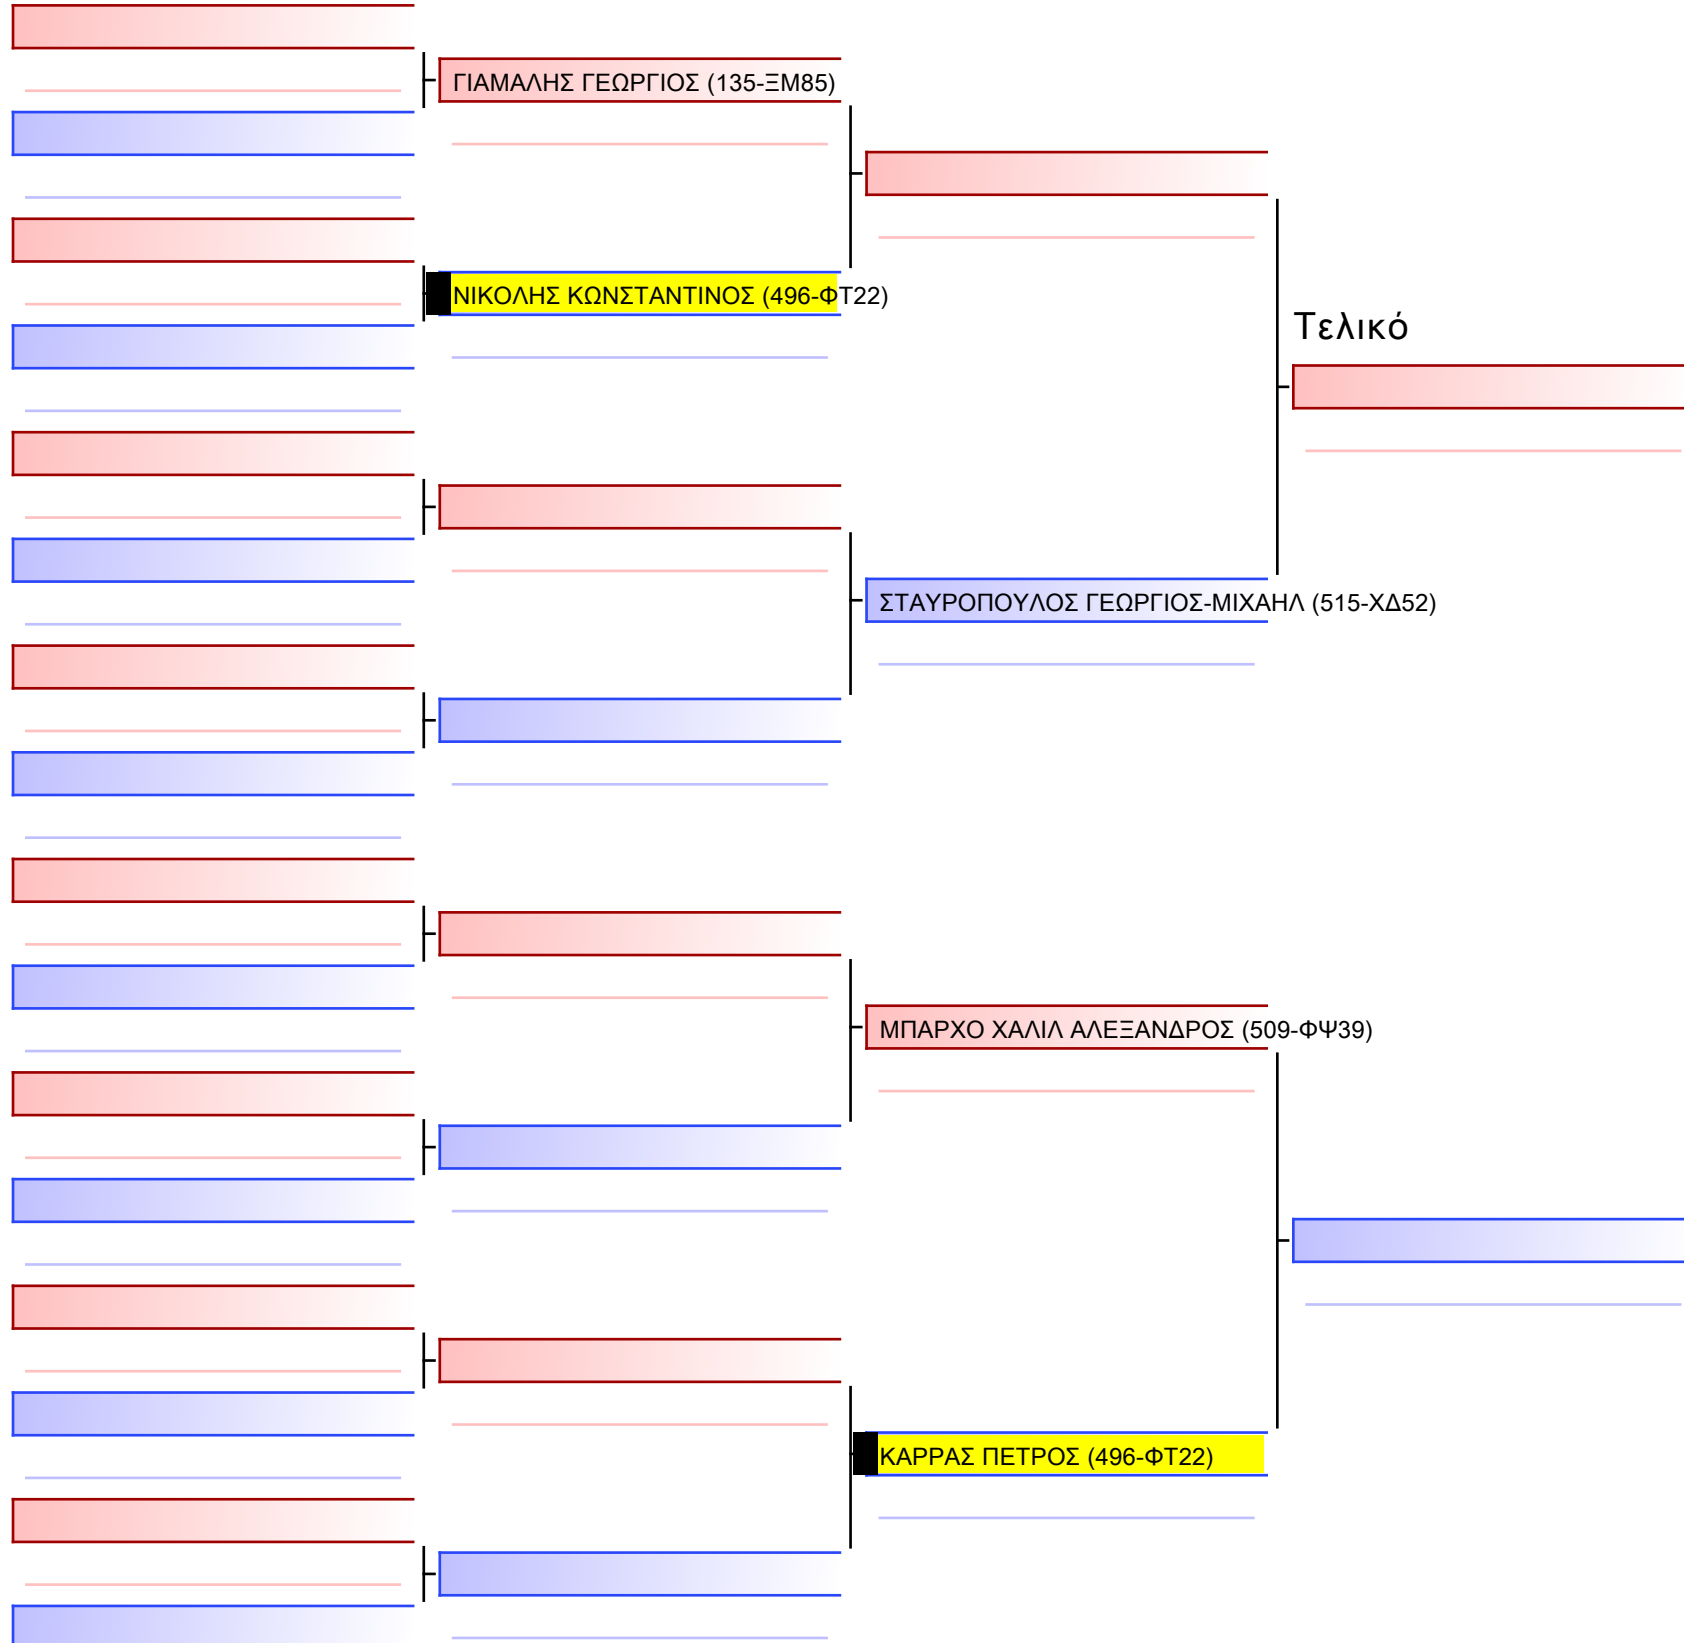 ΓΙΑΜΑΛΗΣ ΓΕΩΡΓΙΟΣ (135-ΞΜ85)
ΝΙΚΟΛΗΣ ΚΩΝΣΤΑΝΤΙΝΟΣ (496-ΦΤ22)
Τελικό
ΣΤΑΥΡΟΠΟΥΛΟΣ ΓΕΩΡΓΙΟΣ-ΜΙΧΑΗΛ (515-ΧΔ52)
ΜΠΑΡΧΟ ΧΑΛΙΛ ΑΛΕΞΑΝΔΡΟΣ (509-ΦΨ39)
ΚΑΡΡΑΣ ΠΕΤΡΟΣ (496-ΦΤ22)